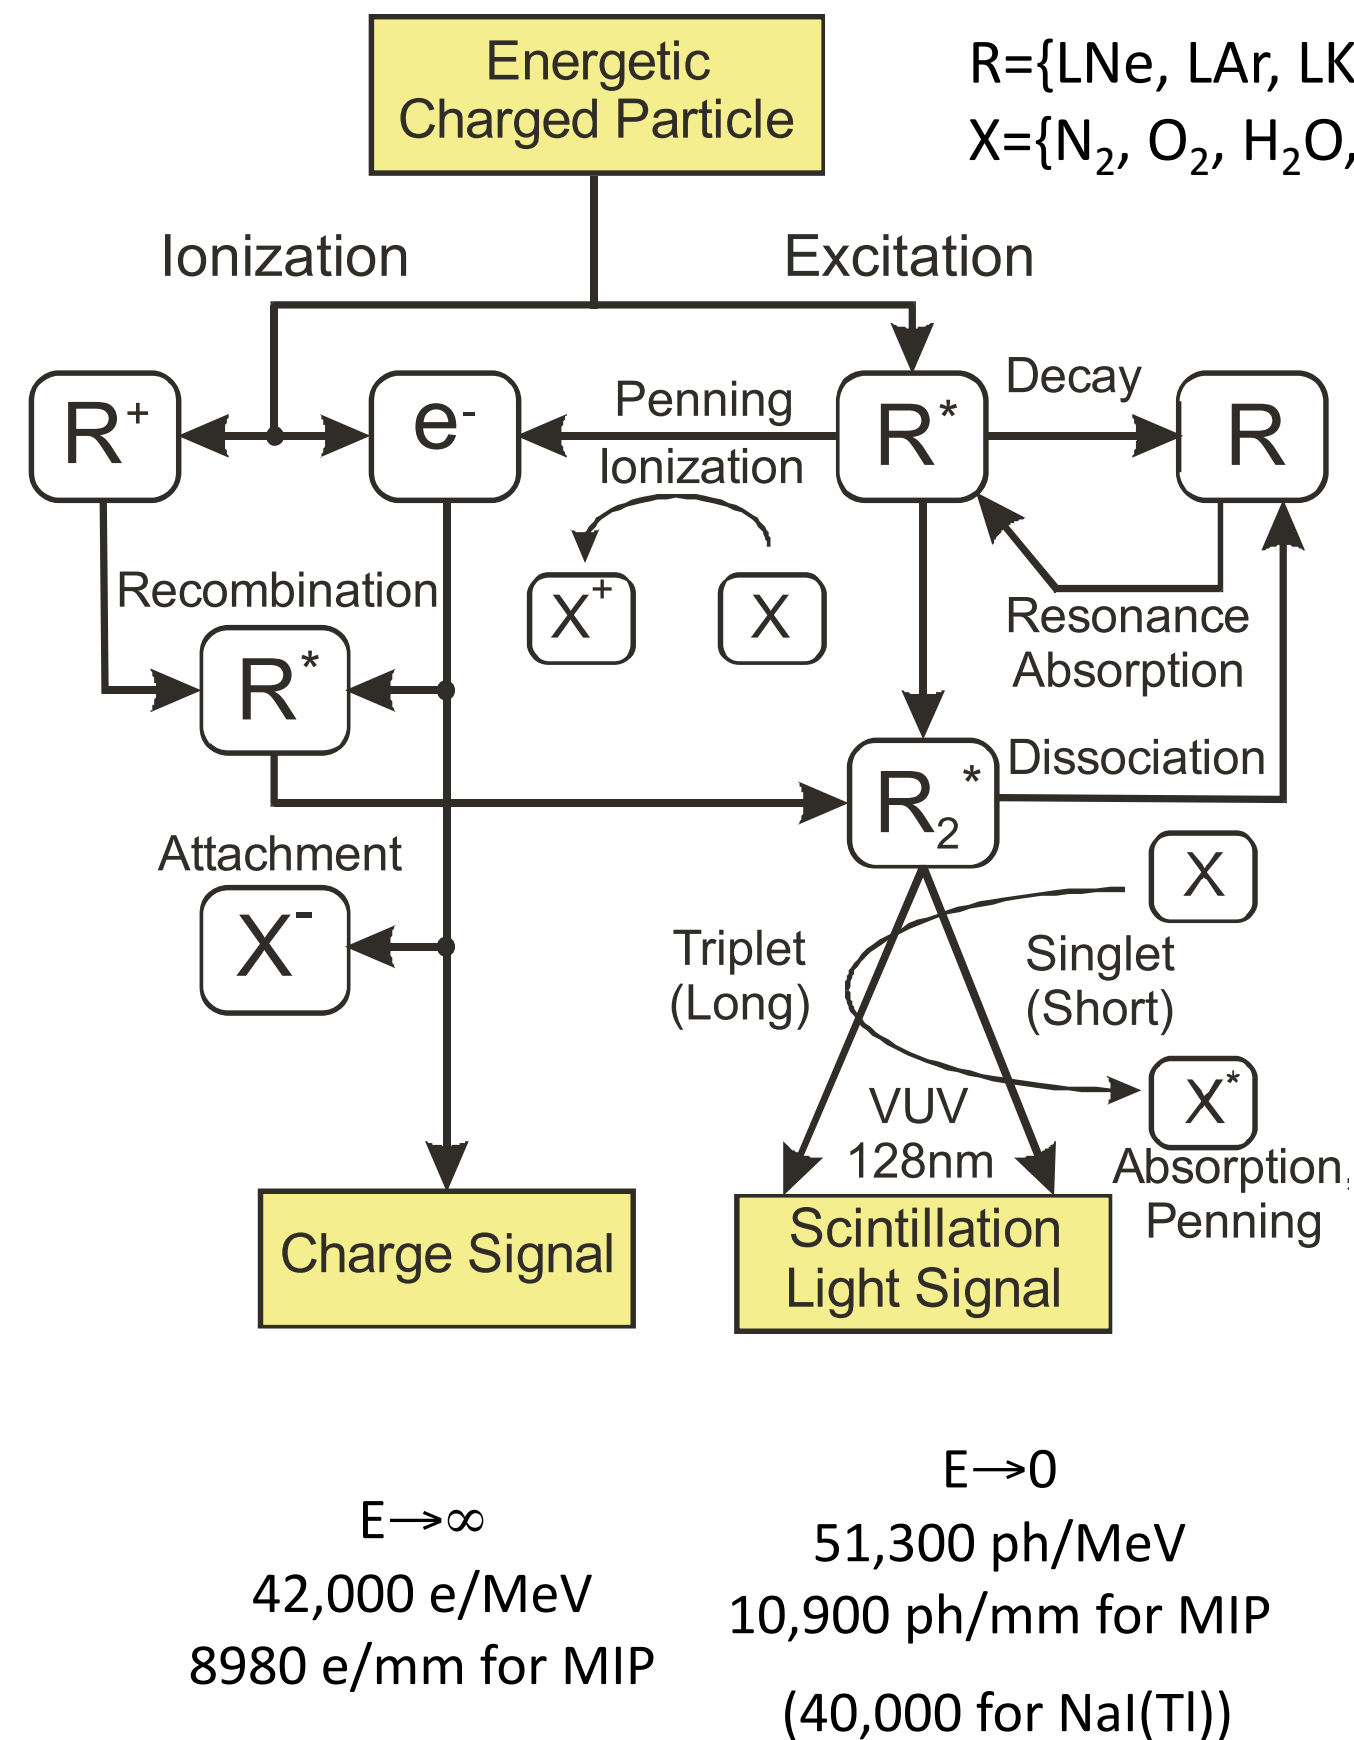 Energetic
Charged Particle
R={LNe, LAr, LK
X={N₂, O₂, H₂O,
Ionization
Excitation
R⁺
e⁻
Penning
Ionization
R*
Decay
R
X⁺
X
Recombination
R*
Resonance
Absorption
R₂*
Dissociation
Attachment
X⁻
X
Triplet
(Long)
Singlet
(Short)
VUV
128nm
X*
Absorption,
Penning
Charge Signal
Scintillation
Light Signal
E→∞
42,000 e/MeV
8980 e/mm for MIP
E→0
51,300 ph/MeV
10,900 ph/mm for MIP
(40,000 for NaI(Tl))